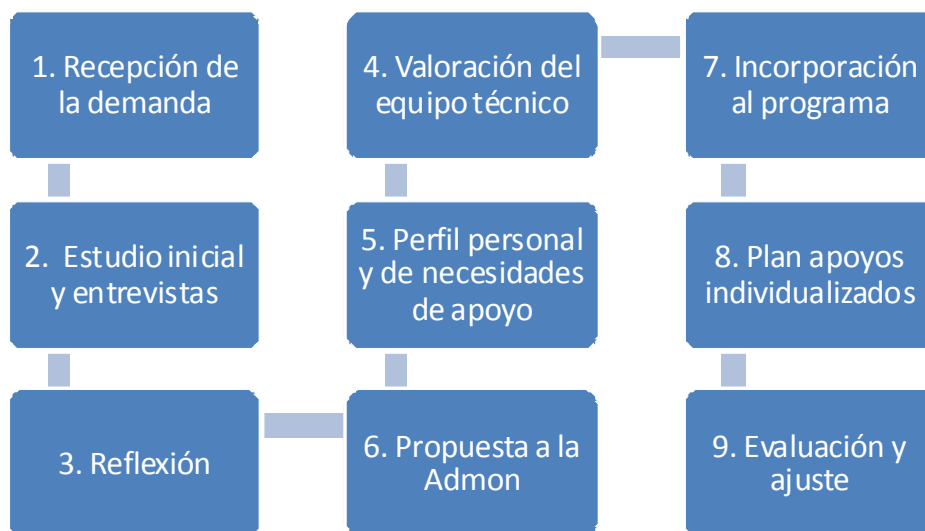 1. Recepción de
la demanda
2. Estudio inicial
y entrevistas
3. Reflexión
4. Valoración del
equipo técnico
5. Perfil personal
y de necesidades
de apoyo
6. Propuesta a la
Admon
7. Incorporación
al programa
8. Plan apoyos
individualizados
9. Evaluación y
ajuste